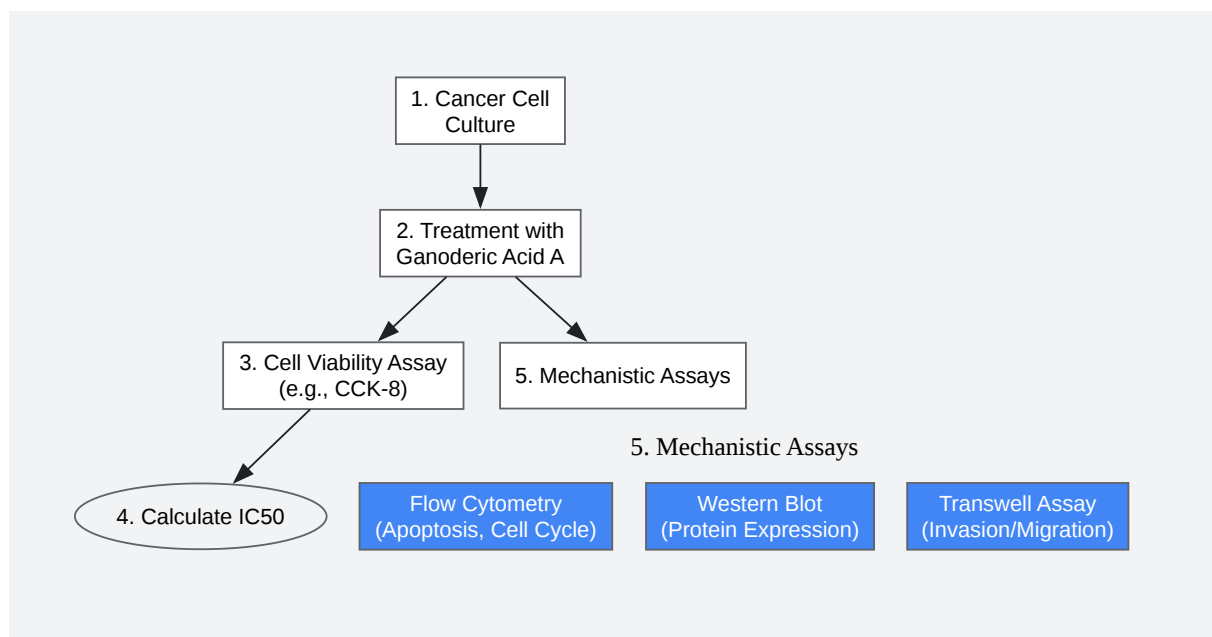 1. Cancer Cell
Culture
2. Treatment with
Ganoderic Acid A
3. Cell Viability Assay
(e.g., CCK-8)
5. Mechanistic Assays
5. Mechanistic Assays
4. Calculate IC50
Flow Cytometry
(Apoptosis, Cell Cycle)
Western Blot
(Protein Expression)
Transwell Assay
(Invasion/Migration)